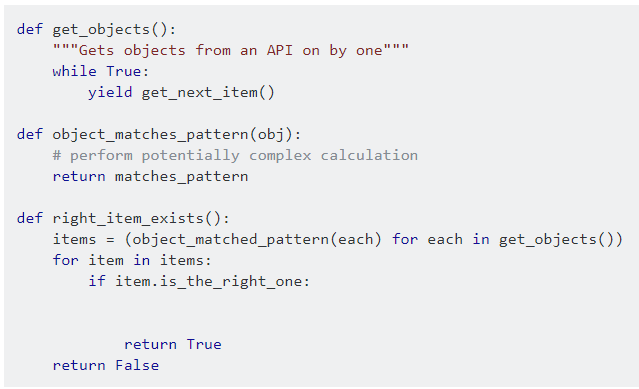 def get_objects():
    """Gets objects from an API on by one"""
    while True:
        yield get_next_item()

def object_matches_pattern(obj):
    # perform potentially complex calculation
    return matches_pattern

def right_item_exists():
    items = (object_matched_pattern(each) for each in get_objects())
    for item in items:
        if item.is_the_right_one:


            return True
    return False